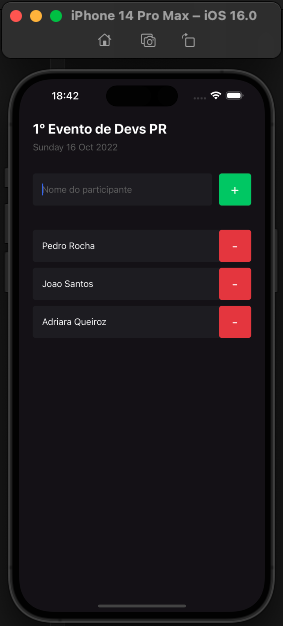 iPhone 14 Pro Max – iOS 16.0
18:42
1º Evento de Devs PR
Sunday 16 Oct 2022
Nome do participante
+
Pedro Rocha
-
Joao Santos
-
Adriara Queiroz
-